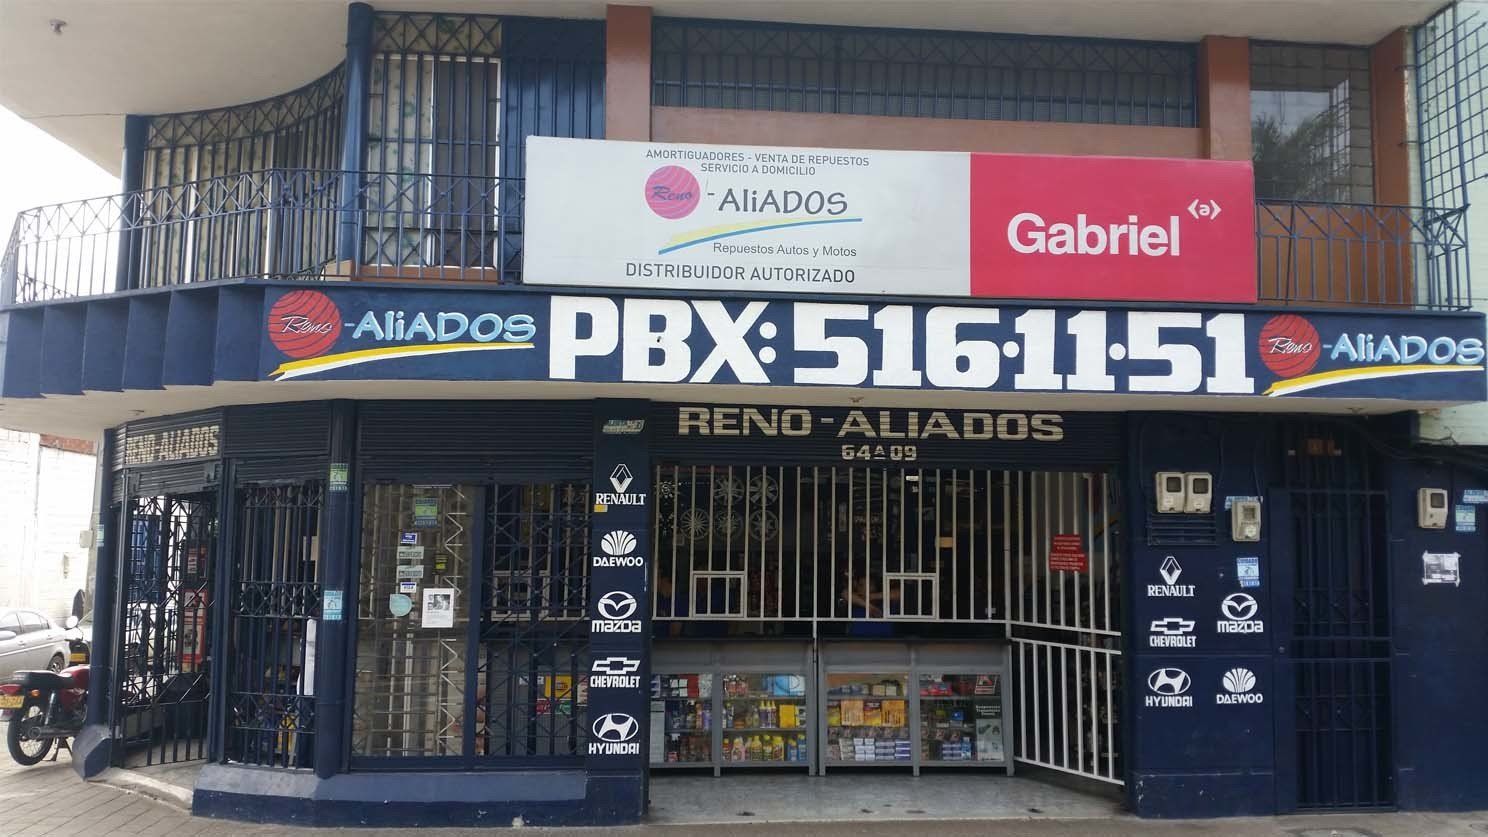 AMORTIGUADORES - VENTA DE REPUESTOS
SERVICIO A DOMICILIO
Reno -ALiADOS
Repuestos Autos y Motos
DISTRIBUIDOR AUTORIZADO
Gabriel
Reno -ALiADOS
PBX: 516·11·51
Reno -ALiADOS
RENO-ALIADOS
RENO-ALIADOS
64A09
RENAULT
DAEWOO
mazda
CHEVROLET
HYUNDAI
RENAULT
mazda
CHEVROLET
HYUNDAI
DAEWOO